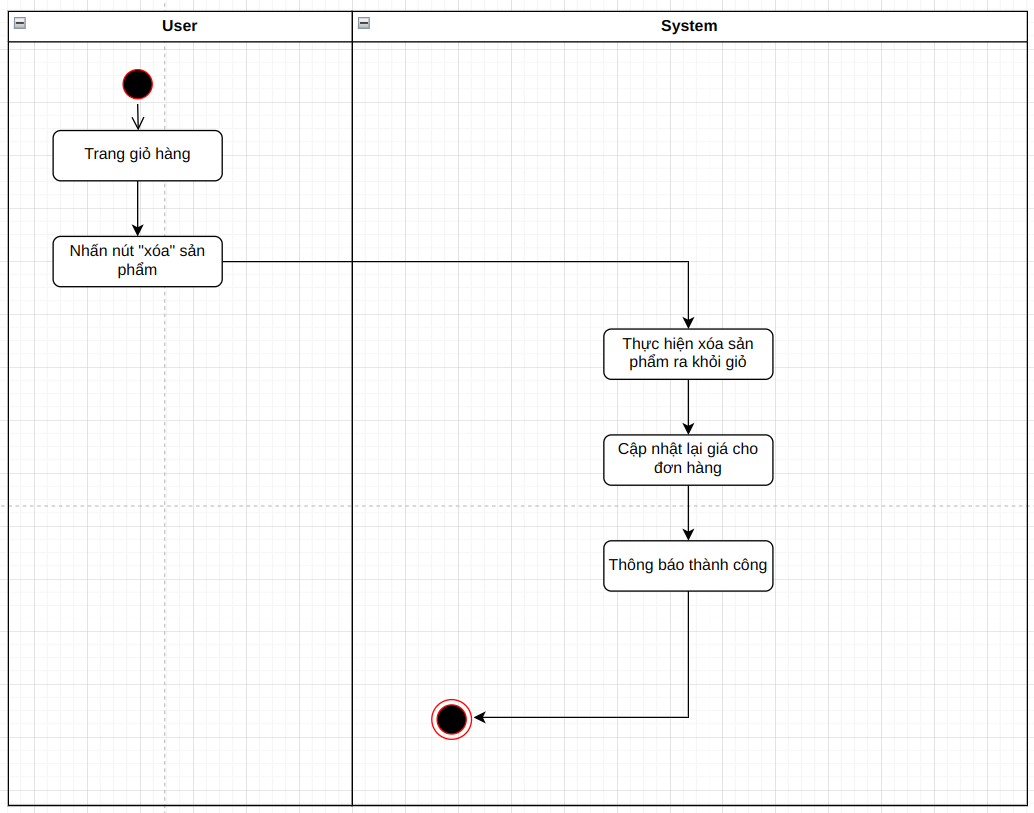 User
System
Trang giỏ hàng
Nhấn nút "xóa" sản
phẩm
Thực hiện xóa sản
phẩm ra khỏi giỏ
Cập nhật lại giá cho
đơn hàng
Thông báo thành công